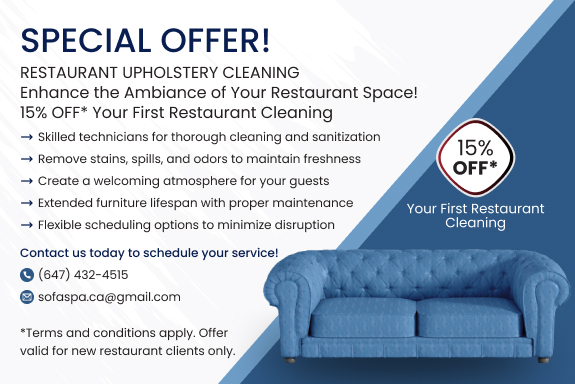 SPECIAL OFFER!
RESTAURANT UPHOLSTERY CLEANING
Enhance the Ambiance of Your Restaurant Space!
15% OFF* Your First Restaurant Cleaning
→ Skilled technicians for thorough cleaning and sanitization
→ Remove stains, spills, and odors to maintain freshness
→ Create a welcoming atmosphere for your guests
→ Extended furniture lifespan with proper maintenance
→ Flexible scheduling options to minimize disruption
Contact us today to schedule your service!
(647) 432-4515
sofaspa.ca@gmail.com
*Terms and conditions apply. Offer
valid for new restaurant clients only.
15%
OFF*
Your First Restaurant
Cleaning